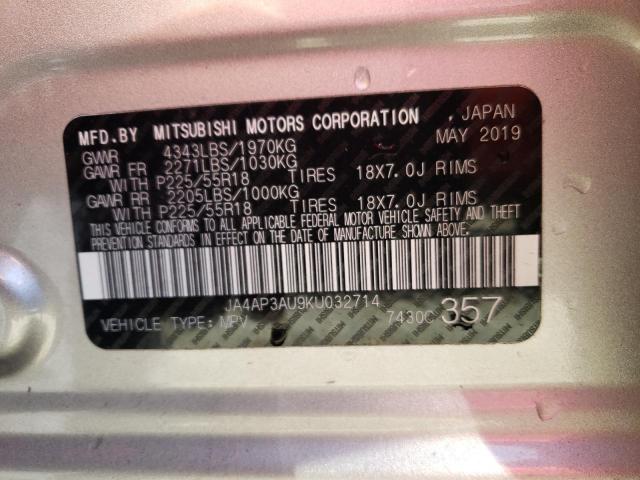 MFD.BY MITSUBISHI MOTORS CORPORATION , JAPAN
GVWR 4343LBS/1970KG MAY 2019
GAWR FR 2271LBS/1030KG
WITH P225/55R18 TIRES 18X7.0J RIMS
GAWR RR 2205LBS/1000KG
WITH P225/55R18 TIRES 18X7.0J RIMS
THIS VEHICLE CONFORMS TO ALL APPLICABLE FEDERAL MOTOR VEHICLE SAFETY AND THEFT
PREVENTION STANDARDS IN EFFECT ON THE DATE OF MANUFACTURE SHOWN ABOVE.
JA4AP3AU9KU032714
VEHICLE TYPE: MPV 7430C 357